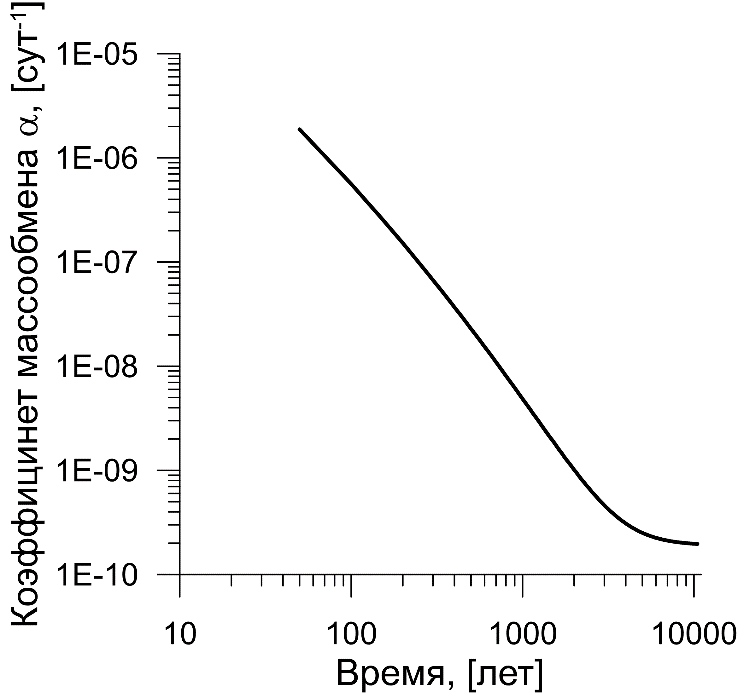 Коэффицинет массообмена α, [сут⁻¹]
1E-05
1E-06
1E-07
1E-08
1E-09
1E-10
10 100 1000 10000
Время, [лет]